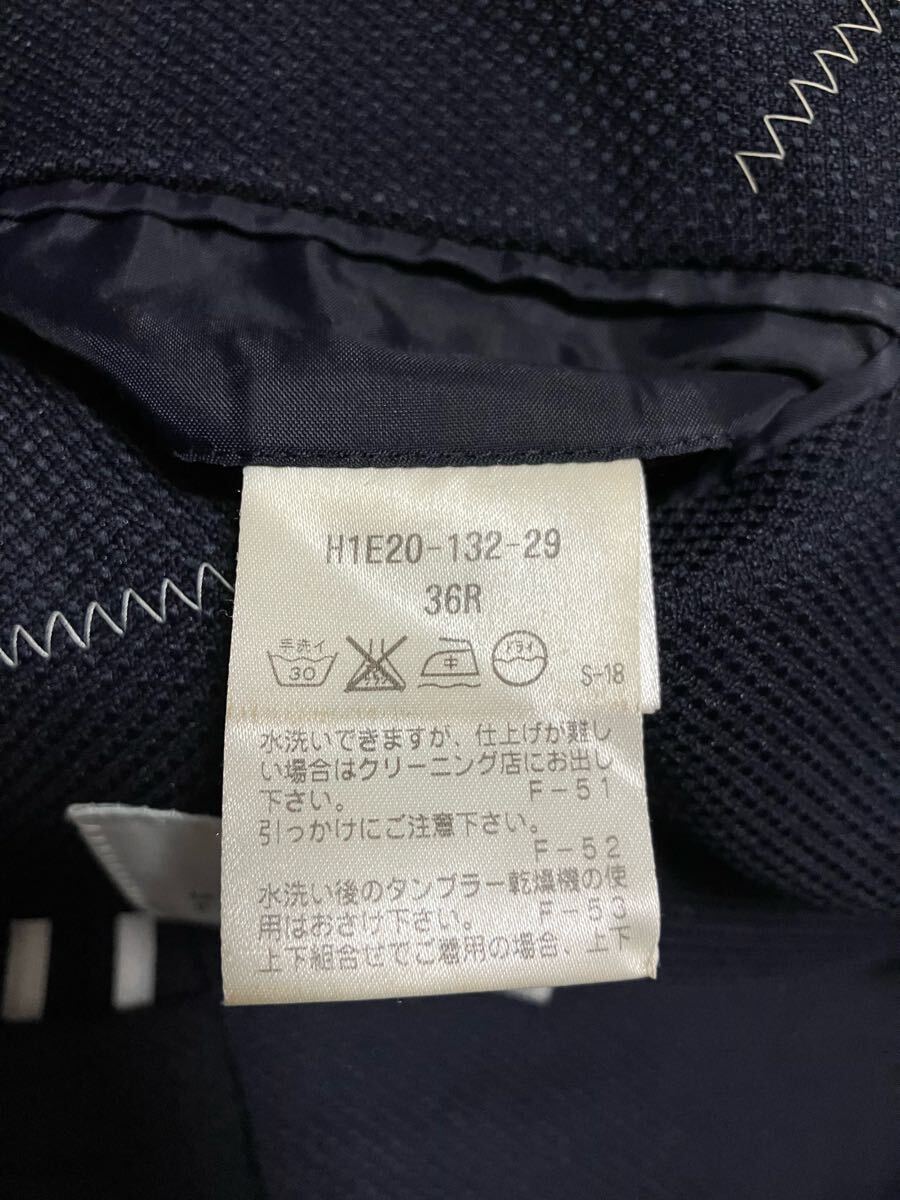 H1E20-132-29
36R
手洗イ
30
中
ドライ
S-18
水洗いできますが、仕上げが難し
い場合はクリーニング店にお出し
下さい。 F-51
引っかけにご注意下さい。
F-52
水洗い後のタンブラー乾燥機の使
用はおさけ下さい。 F-53
上下組合せでご着用の場合、上下